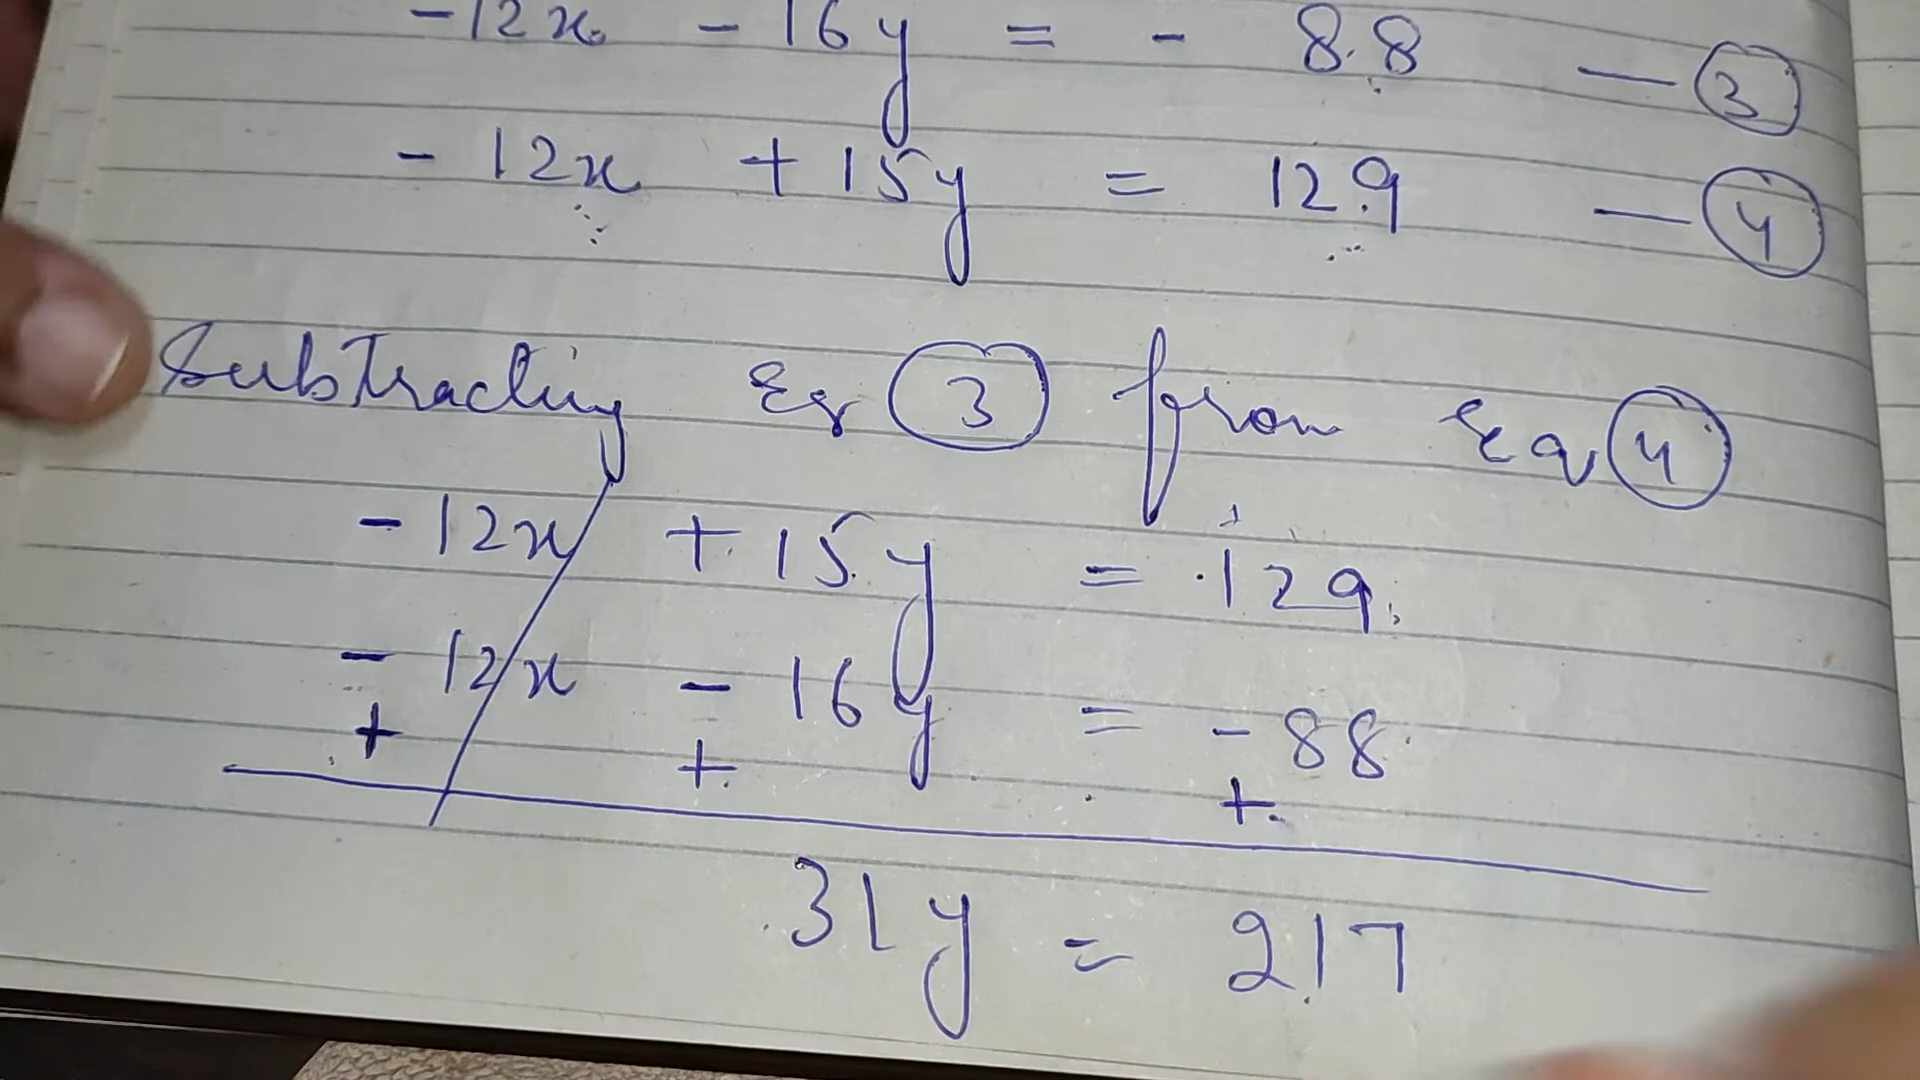 -12x - 16y = - 88 — 3
- 12x + 15y = 129 — 4
Subtracting Eq 3 from Eq 4
- 12x + 15y = 129
- 12x - 16y = - 88
+ + +
31y = 217